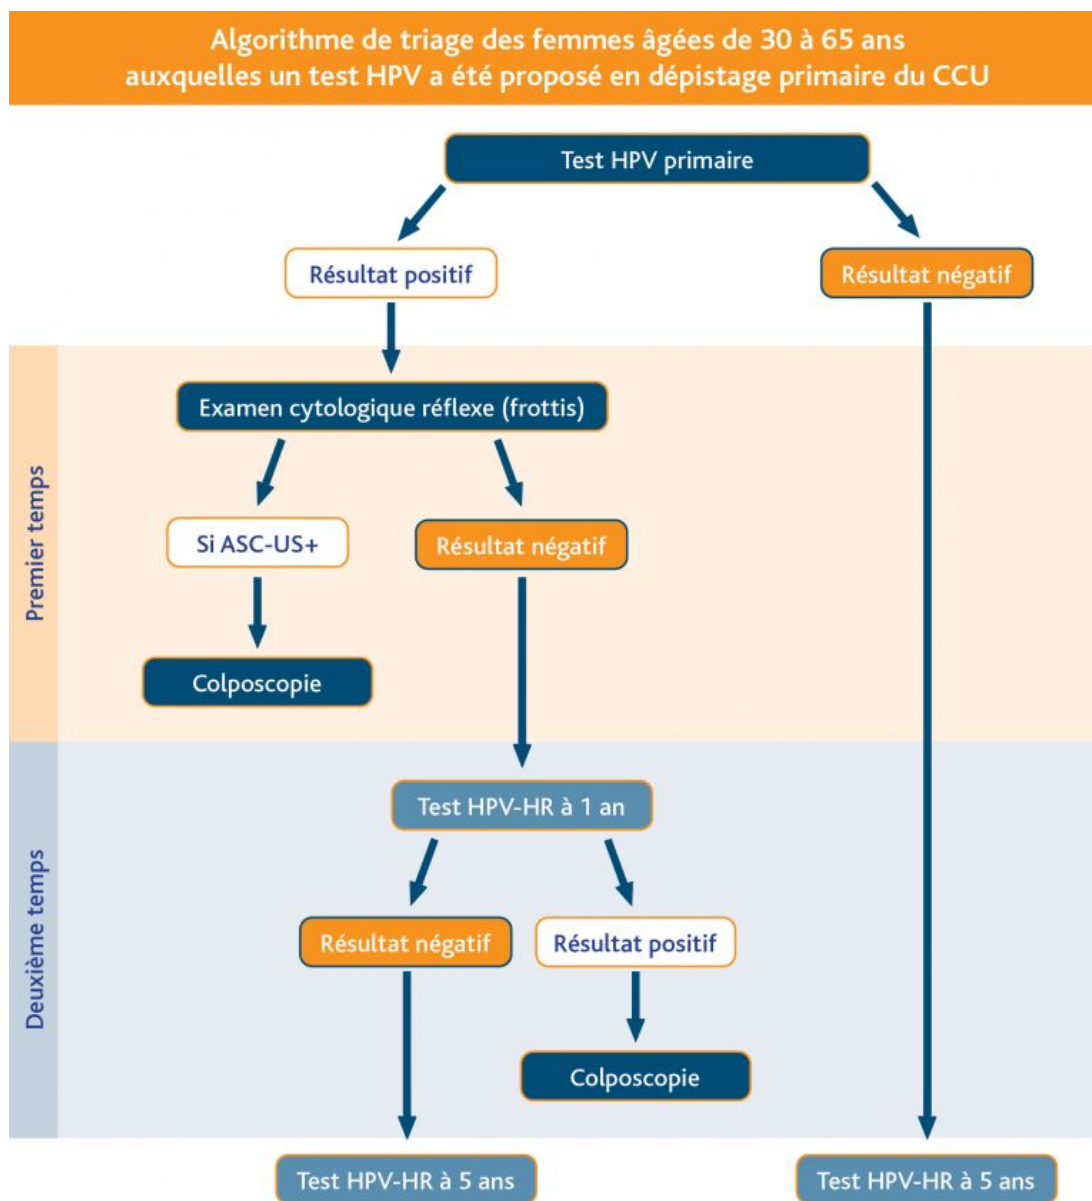 Algorithme de triage des femmes âgées de 30 à 65 ans
auxquelles un test HPV a été proposé en dépistage primaire du CCU
Test HPV primaire
Résultat positif
Résultat négatif
Premier temps
Examen cytologique réflexe (frottis)
Si ASC-US+
Résultat négatif
Colposcopie
Deuxième temps
Test HPV-HR à 1 an
Résultat négatif
Résultat positif
Colposcopie
Test HPV-HR à 5 ans
Test HPV-HR à 5 ans